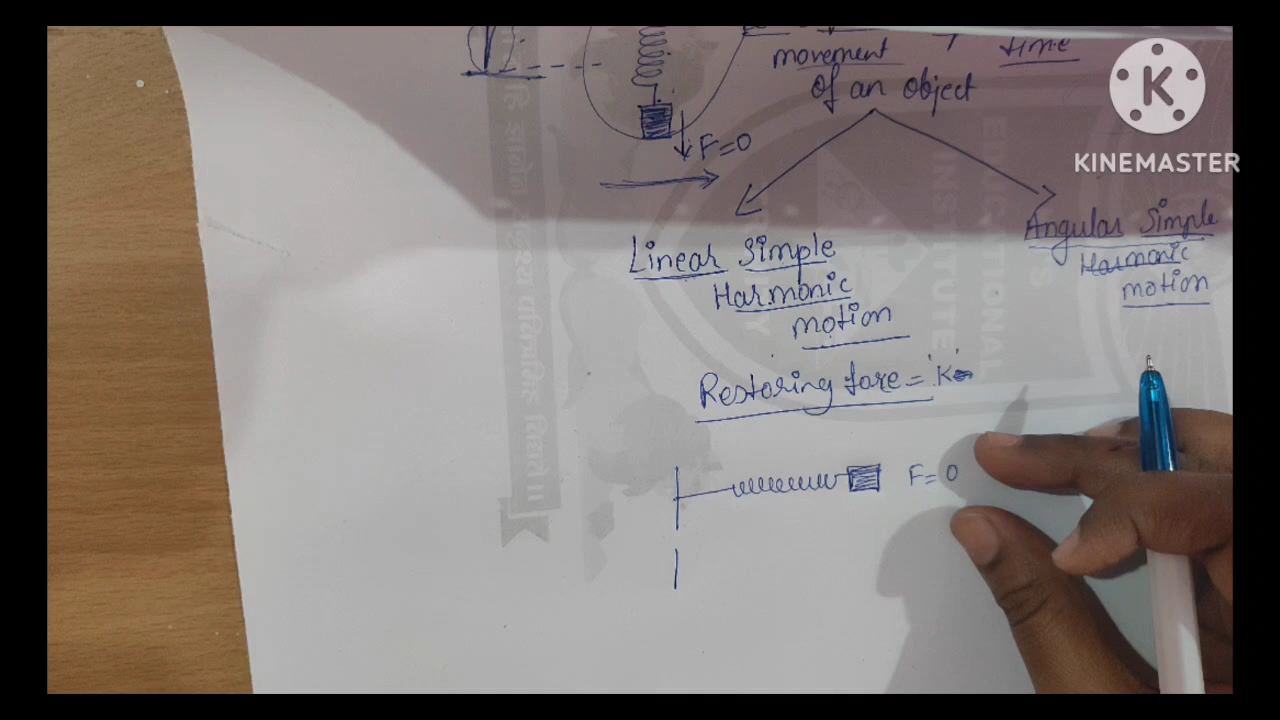 movement
time
of an object
F=0
K
KINEMASTER
Linear Simple
Harmonic
motion
Angular Simple
Harmonic
motion
Restoring force = 'K'
F= 0